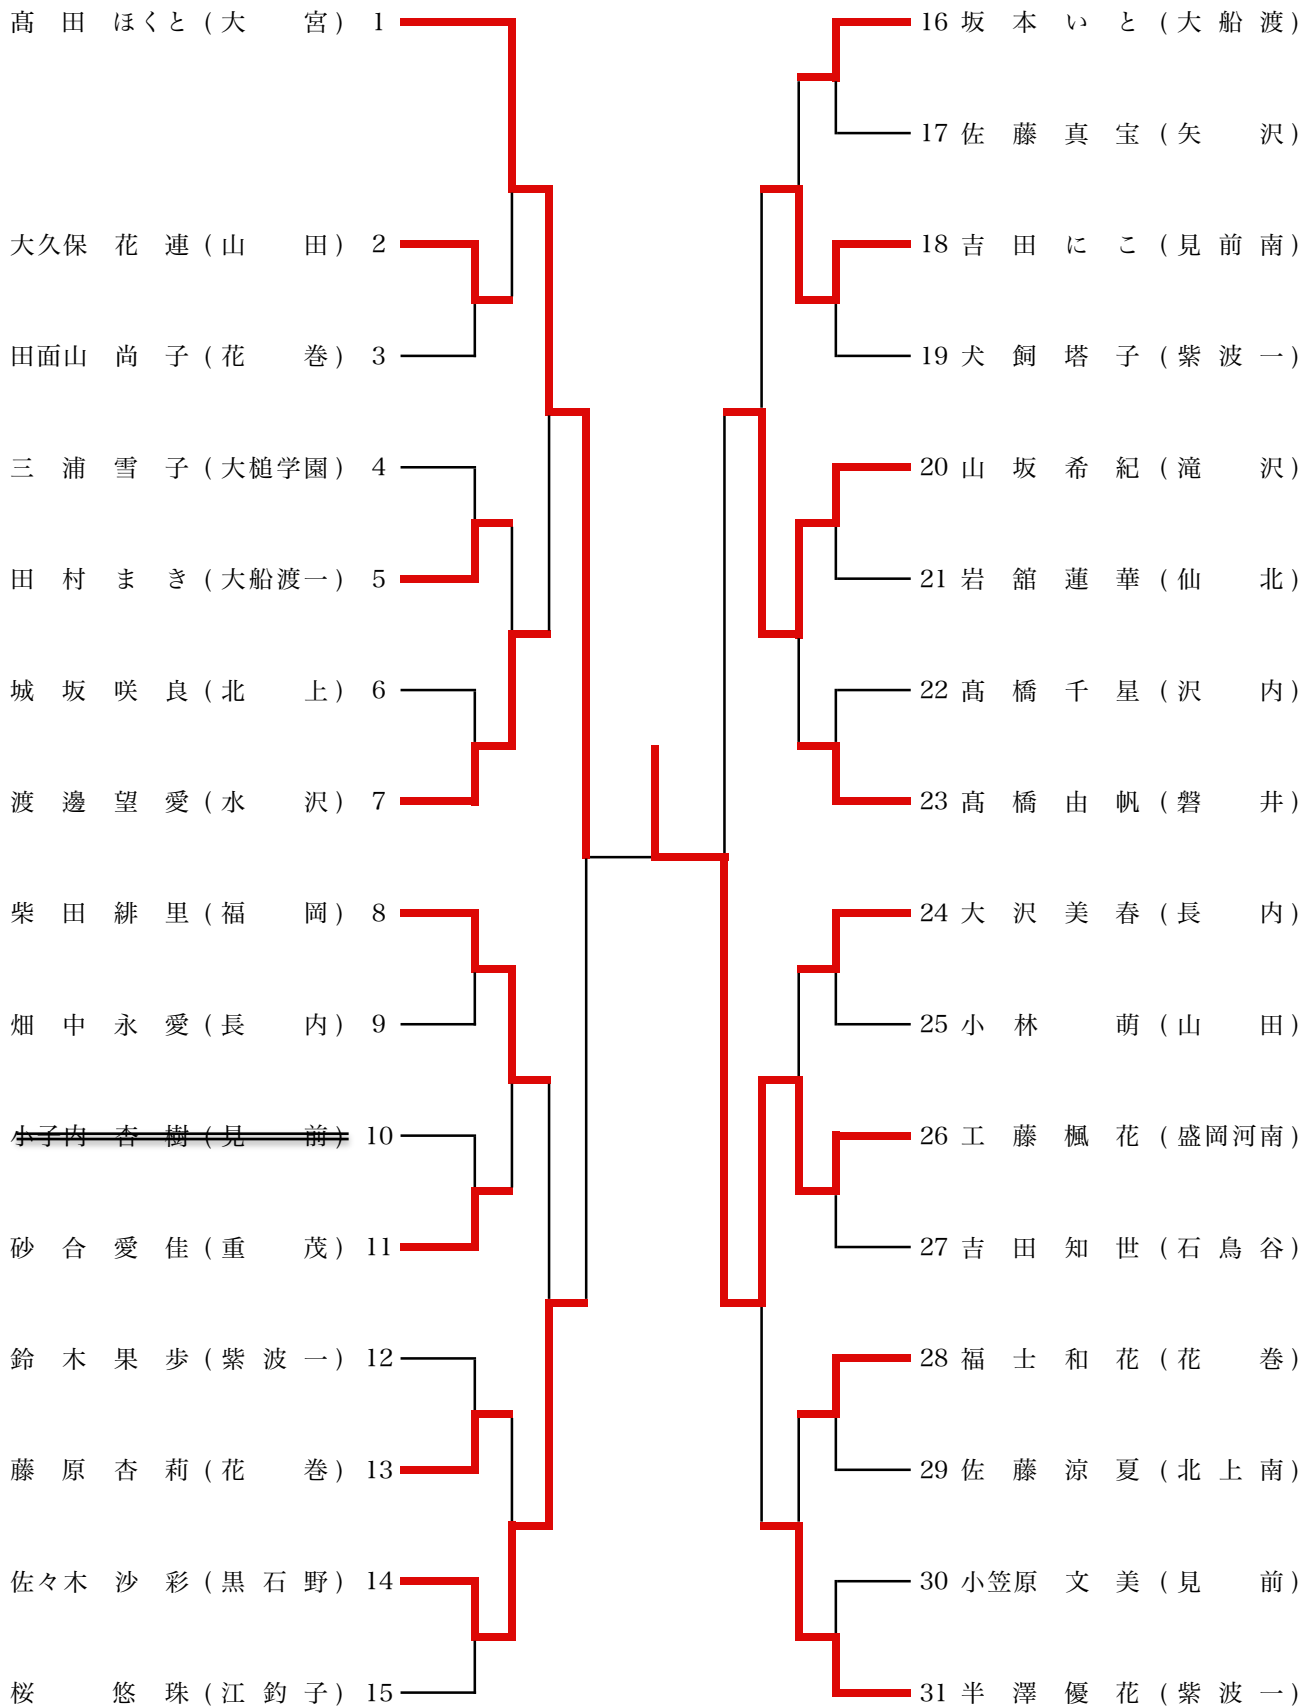 髙田ほくと(大宮) 1
大久保花連(山田) 2
田面山尚子(花巻) 3
三浦雪子(大槌学園) 4
田村まき(大船渡一) 5
城坂咲良(北上) 6
渡邊望愛(水沢) 7
柴田緋里(福岡) 8
畑中永愛(長内) 9
小子内杏樹(見前) 10
砂合愛佳(重茂) 11
鈴木果歩(紫波一) 12
藤原杏莉(花巻) 13
佐々木沙彩(黒石野) 14
桜悠珠(江釣子) 15
16 坂本いと(大船渡)
17 佐藤真宝(矢沢)
18 吉田にこ(見前南)
19 犬飼塔子(紫波一)
20 山坂希紀(滝沢)
21 岩舘蓮華(仙北)
22 髙橋千星(沢内)
23 髙橋由帆(磐井)
24 大沢美春(長内)
25 小林萌(山田)
26 工藤楓花(盛岡河南)
27 吉田知世(石鳥谷)
28 福士和花(花巻)
29 佐藤涼夏(北上南)
30 小笠原文美(見前)
31 半澤優花(紫波一)